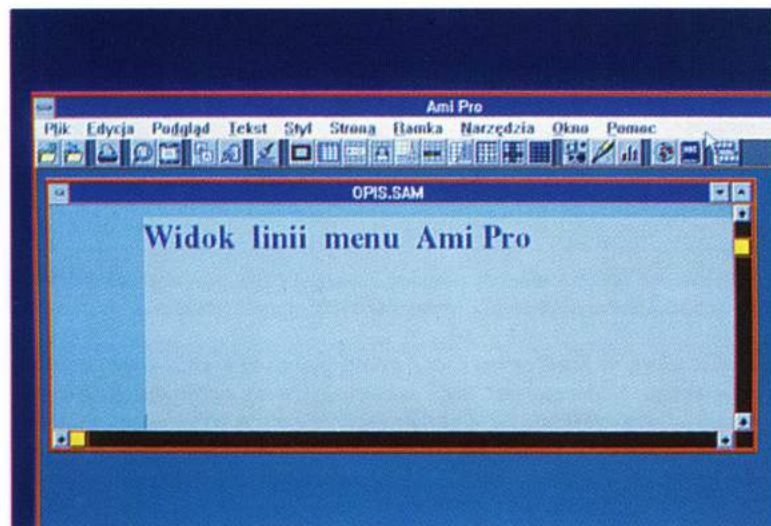 Ami Pro
Plik Edycja Podgląd Tekst Styl Strona Ramka Narzędzia Okno Pomoc
OPIS.SAM
Widok linii menu Ami Pro